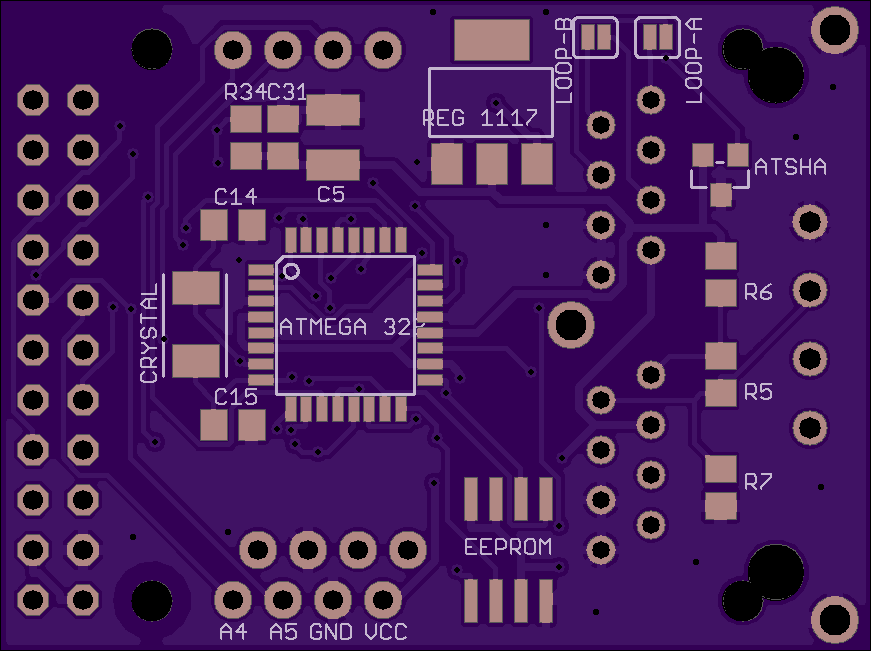 LOOP-B
LOOP-A
R34 C31
REG 1117
ATSHA
C5
C14
R6
CRYSTAL
ATMEGA 32
C15
R5
R7
EEPROM
A4 A5 GND VCC